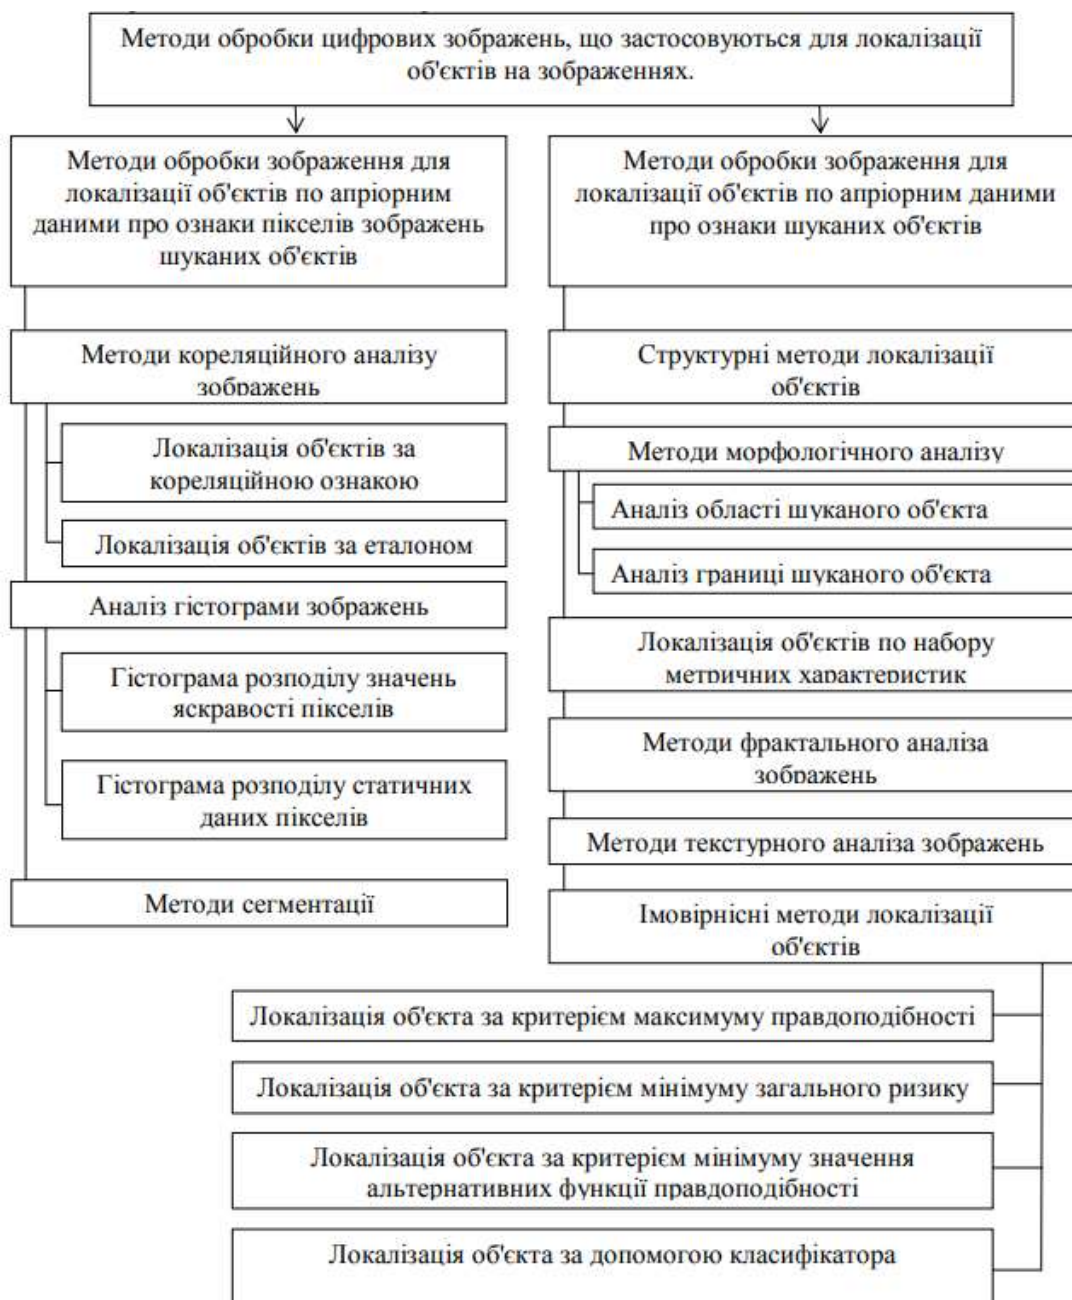 Методи обробки цифрових зображень, що застосовуються для локалізації
об'єктів на зображеннях.
Методи обробки зображення для
локалізації об'єктів по апріорним
даними про ознаки пікселів зображень
шуканих об'єктів
Методи кореляційного аналізу
зображень
Локалізація об'єктів за
кореляційною ознакою
Локалізація об'єктів за еталоном
Аналіз гістограми зображень
Гістограма розподілу значень
яскравості пікселів
Гістограма розподілу статичних
даних пікселів
Методи сегментації
Методи обробки зображення для
локалізації об'єктів по апріорним даними
про ознаки шуканих об'єктів
Структурні методи локалізації
об'єктів
Методи морфологічного аналізу
Аналіз області шуканого об'єкта
Аналіз границі шуканого об'єкта
Локалізація об'єктів по набору
метричних характеристик
Методи фрактального аналіза
зображень
Методи текстурного аналіза зображень
Імовірнісні методи локалізації
об'єктів
Локалізація об'єкта за критерієм максимуму правдоподібності
Локалізація об'єкта за критерієм мінімуму загального ризику
Локалізація об'єкта за критерієм мінімуму значення
альтернативних функції правдоподібності
Локалізація об'єкта за допомогою класифікатора